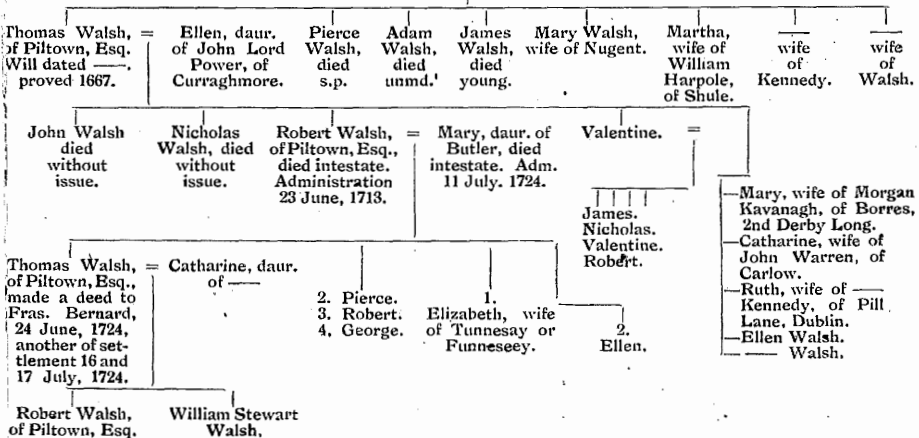 Thomas Walsh,
of Piltown, Esq.
Will dated ——.
proved 1667.
=
Ellen, daur.
of John Lord
Power, of
Curraghmore.
Pierce
Walsh,
died
s.p.
Adam
Walsh,
died
unmd.'
James
Walsh,
died
young.
Mary Walsh,
wife of Nugent.
Martha,
wife of
William
Harpole,
of Shule.
——
wife
of
Kennedy.
——
wife
of
Walsh.
John Walsh
died
without
issue.
Nicholas
Walsh, died
without
issue.
Robert Walsh,
of Piltown, Esq.,
died intestate.
Administration
23 June, 1713.
=
Mary, daur. of
Butler, died
intestate. Adm.
11 July. 1724.
Valentine. =
James.
Nicholas.
Valentine.
Robert.
—Mary, wife of Morgan
Kavanagh, of Borres,
2nd Derby Long.
—Catharine, wife of
John Warren, of
Carlow.
—Ruth, wife of ——
Kennedy, of Pill
Lane, Dublin.
—Ellen Walsh.
— —— Walsh.
Thomas Walsh,
of Piltown, Esq.,
made a deed to
Fras. Bernard,
24 June, 1724,
another of set-
tlement 16 and
17 July, 1724.
=
Catharine, daur.
of ——
2. Pierce.
3. Robert.
4. George.
1.
Elizabeth, wife
of Tunnesay or
Funneseey.
2.
Ellen.
Robert Walsh,
of Piltown, Esq.
William Stewart
Walsh,